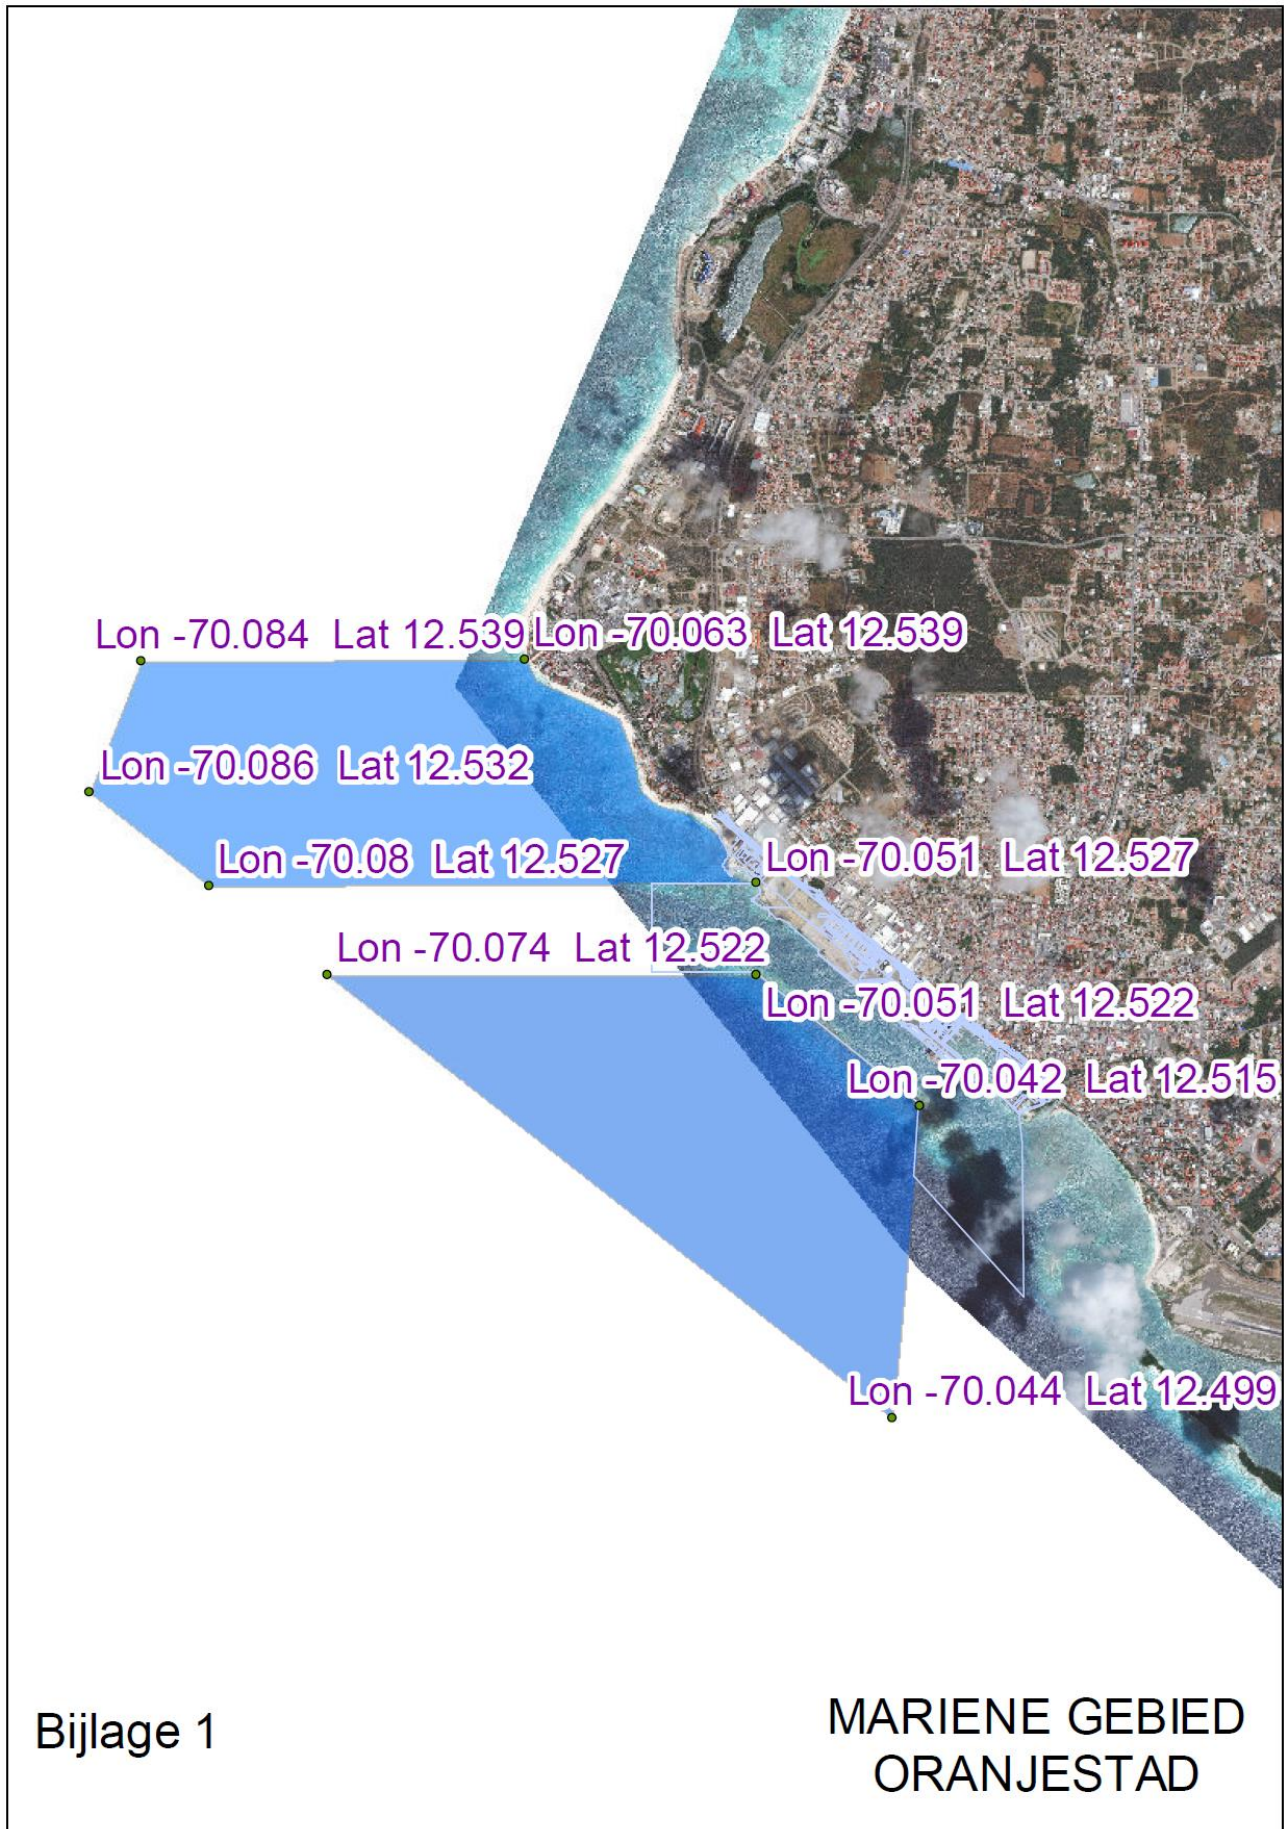 Lon -70.084  Lat 12.539
Lon -70.063  Lat 12.539
Lon -70.086  Lat 12.532
Lon -70.08  Lat 12.527
Lon -70.051  Lat 12.527
Lon -70.074  Lat 12.522
Lon -70.051  Lat 12.522
Lon -70.042  Lat 12.515
Lon -70.044  Lat 12.499
Bijlage 1
MARIENE GEBIED
ORANJESTAD